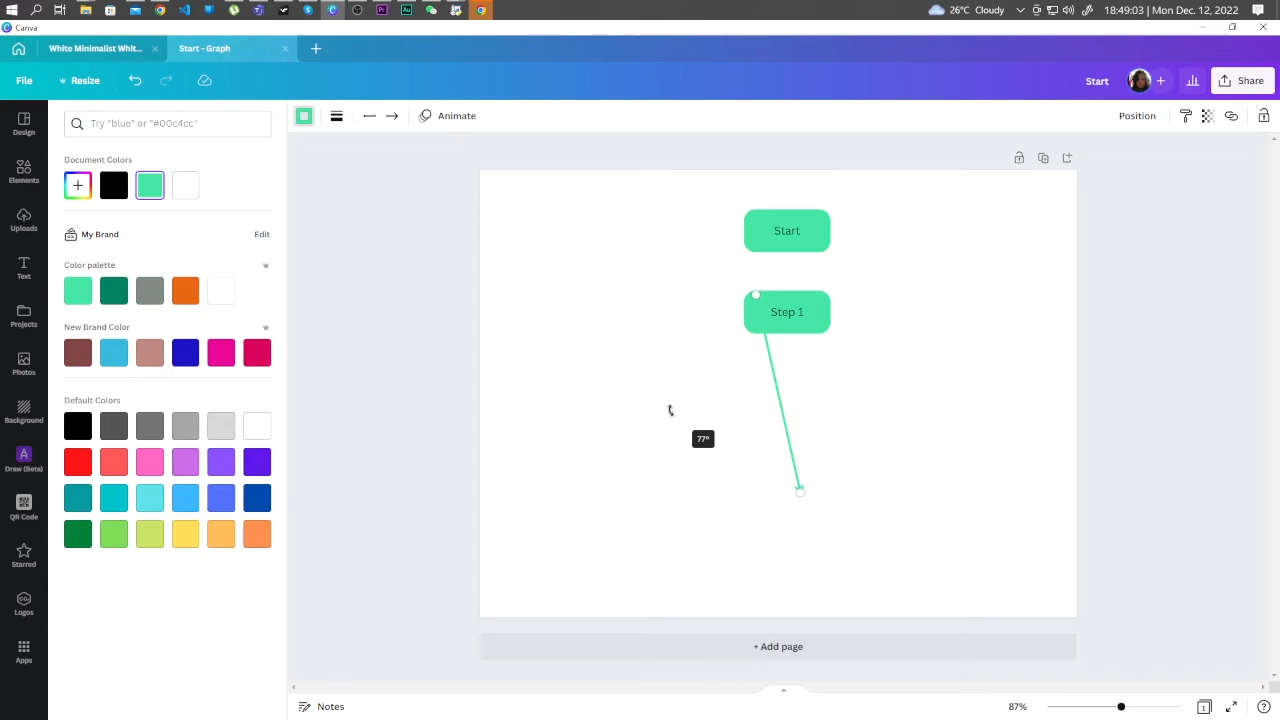 26°C Cloudy
18:49:03 | Mon Dec. 12, 2022
Canva
White Minimalist Whit...
Start - Graph
File
Resize
Start
Share
Animate
Position
Design
Elements
Uploads
Text
Projects
Photos
Background
Draw (Beta)
QR Code
Starred
Logos
Apps
Try "blue" or "#00c4cc"
Document Colors
My Brand
Edit
Color palette
New Brand Color
Default Colors
Start
Step 1
77°
+ Add page
Notes
87%
1